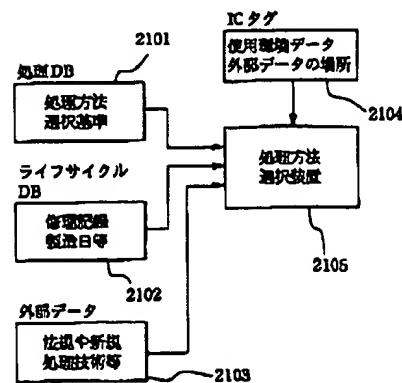 ICタグ
使用環境データ
外部データの場所
2104
2101
処理DB
処理方法
選択基準
処理方法
選択装置
2105
ライフサイクル
DB
修理記録
製造日等
2102
外部データ
法規や新規
処理技術等
2103